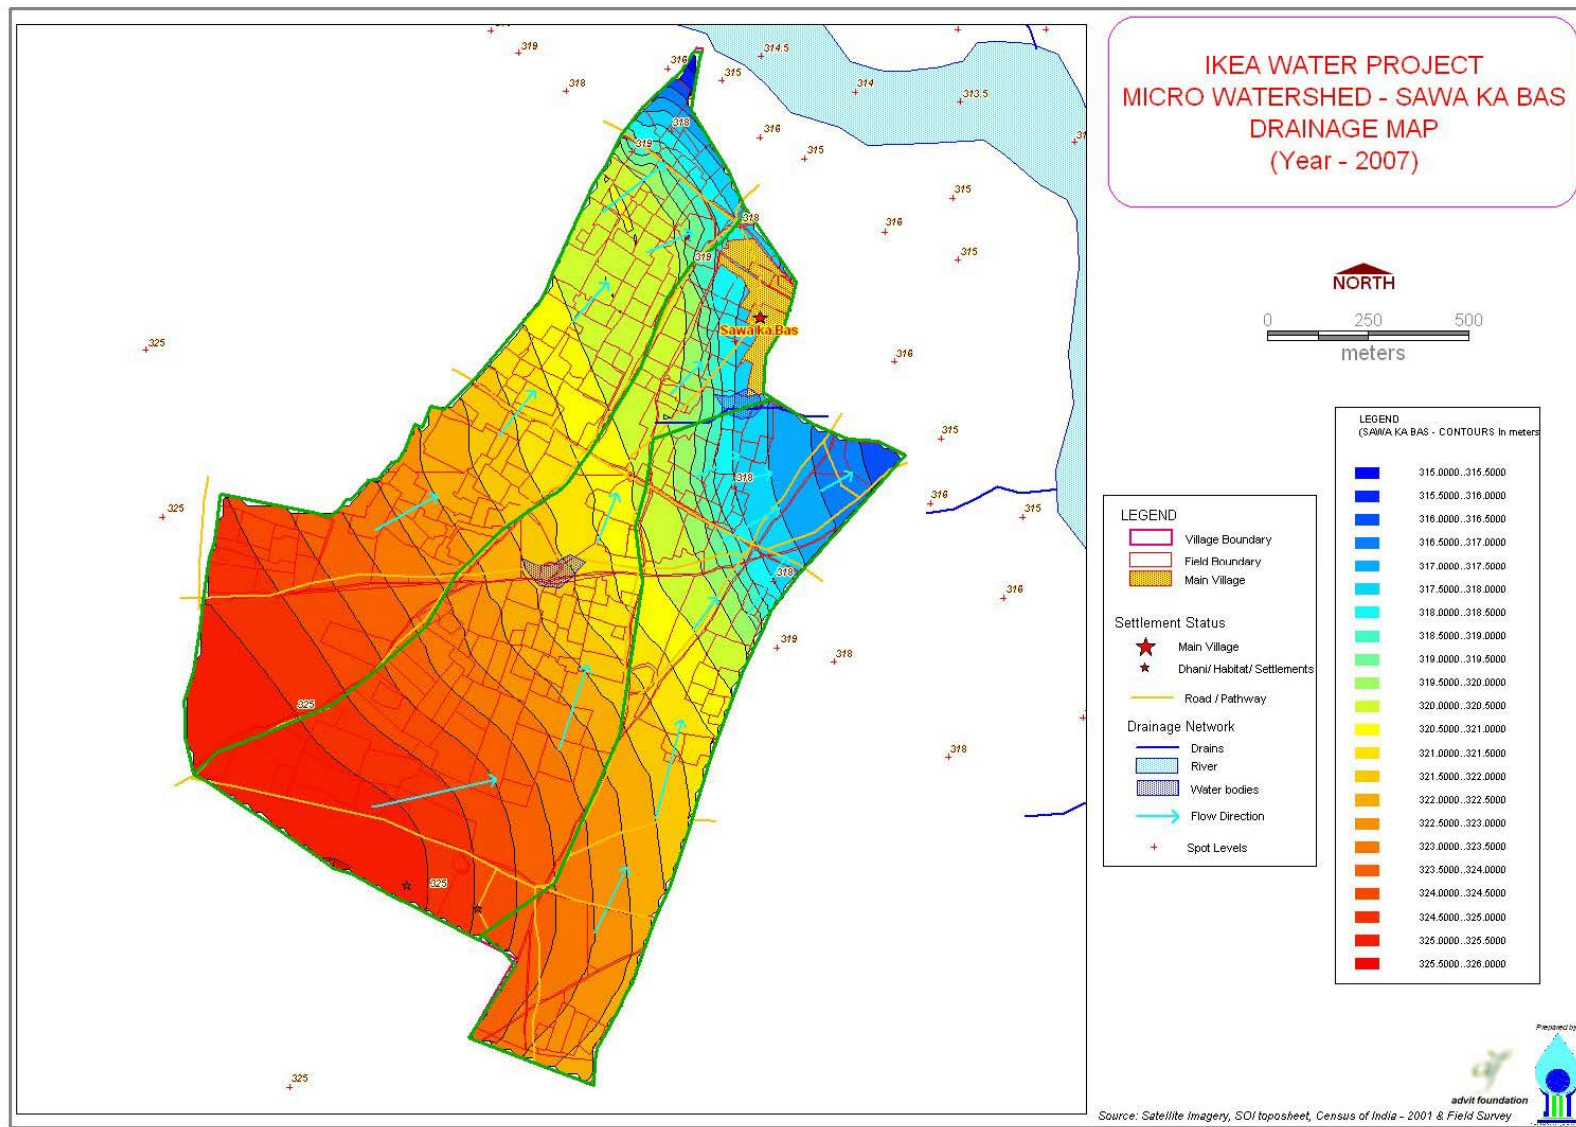 IKEA WATER PROJECT
MICRO WATERSHED - SAWA KA BAS
DRAINAGE MAP
(Year - 2007)
NORTH
0 250 500
meters
LEGEND
(SAWA KA BAS - CONTOURS In meters
315.0000..315.5000
315.5000..316.0000
316.0000..316.5000
316.5000..317.0000
317.0000..317.5000
317.5000..318.0000
318.0000..318.5000
318.5000..319.0000
319.0000..319.5000
319.5000..320.0000
320.0000..320.5000
320.5000..321.0000
321.0000..321.5000
321.5000..322.0000
322.0000..322.5000
322.5000..323.0000
323.0000..323.5000
323.5000..324.0000
324.0000..324.5000
324.5000..325.0000
325.0000..325.5000
325.5000..326.0000
LEGEND
Village Boundary
Field Boundary
Main Village
Settlement Status
Main Village
Dhani/ Habitat/ Settlements
Road / Pathway
Drainage Network
Drains
River
Water bodies
Flow Direction
Spot Levels
319
314.5
316
315
318
314
313.5
318
316
319
315
315
318
316
319
315
Sawa ka Bas
325
316
315
318
316
325
315
318
316
319
318
325
318
325
325
Prepared by
advit foundation
Source: Satellite Imagery, SOI toposheet, Census of India - 2001 & Field Survey